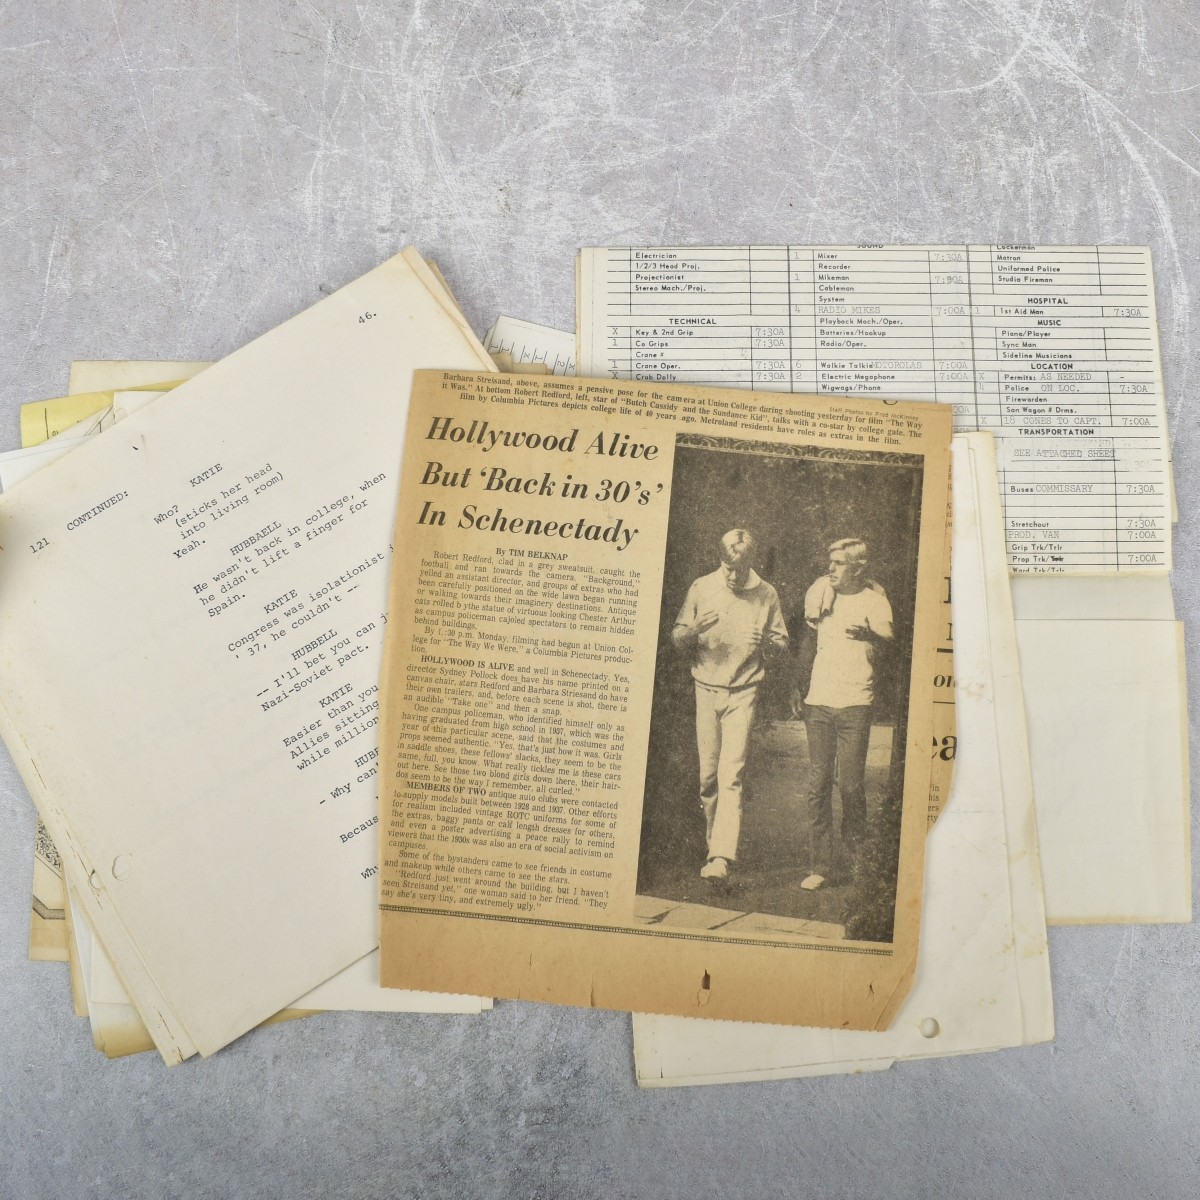 46.
121 CONTINUED:
KATIE
Who?
(sticks her head
into living room)
Yeah.
HUBBAELL
He wasn't back in college, when
he didn't lift a finger for
Spain.
KATIE
Congress was isolationist
' 37, he couldn't --
HUBBELL
-- I'll bet you can
Nazi-Soviet pact.
KATIE
Easier than you
Allies sitting
while million
HUBB
- Why can'
Becaus
Why
Barbara Streisand, above, assumes a pensive pose for the camera at Union College during shooting yesterday for film "The Way
it Was." At bottom Robert Redford, left, star of "Butch Cassidy and the Sundance Kid", talks with a co-star by college gate. The
film by Columbia Pictures depicts college life of 40 years ago. Metroland residents have roles as extras in the film.
Staff Photos by Fred McKinney
Hollywood Alive
But 'Back in 30's'
In Schenectady
By TIM BELKNAP
Robert Redford, clad in a grey sweatsuit, caught the
football and ran towards the camera. "Background,"
yelled an assistant director, and groups of extras who had
been carefully positioned on the wide lawn began running
or walking towards their imaginery destinations. Antique
cats rolled b ythe statue of virtuous looking Chester Arthur
as campus policeman cajoled spectators to remain hidden
behind buildings.
By 1.:30 p.m. Monday, filming had begun at Union Col-
lege for "The Way We Were," a Columbia Pictures produc-
tion.
HOLLYWOOD IS ALIVE and well in Schenectady. Yes,
director Sydney Pollock does have his name printed on a
canvas chair, stars Redford and Barbara Striesand do have
their own trailers, and, before each scene is shot, there is
an audible "Take one" and then a snap.
One campus policeman, who identified himself only as
having graduated from high school in 1937, which was the
year of this particular scene, said that the costumes and
props seemed authentic. "Yes, that's just how it was. Girls
in saddle shoes, these fellows' slacks, they seem to be the
same, full, you know. What really tickles me is these cars
out here. See those two blond girls down there, their hair-
dos seem to be the way I remember, all curled."
MEMBERS OF TWO antique auto clubs were contacted
to supply models built between 1928 and 1937. Other efforts
for realism included vintage ROTC uniforms for some of
the extras, baggy pants or calf length dresses for others,
and even a poster advertising a peace rally to remind
viewers that the 1930s was also an era of social activism on
campuses.
Some of the bystanders came to see friends in costume
and makeup while others came to see the stars.
"Redford just went around the building, but I haven't
seen Streisand yet," one woman said to her friend. "They
say she's very tiny, and extremely ugly."
Electrician
1/2/3 Head Proj.
Projectionist
Stereo Mach./Proj.
TECHNICAL
X Key & 2nd Grip 7:30A
1 Co Grips 7:30A
Crane #
1 Crane Oper. 7:30A
X Crab Dolly 7:30A
SOUND
1 Mixer 7:30A
Recorder
1 Mikeman 7:30A
Cableman
System
4 RADIO MIKES 7:00A
Playback Mach./Oper.
Batteries/Hookup
Radio/Oper.
6 Walkie Talkie MOTOROLAS 7:00A
2 Electric Megaphone 7:00A
Wigwags/Phone
Lockerman
Matron
Uniformed Police
Studio Fireman
HOSPITAL
1 1st Aid Man 7:30A
MUSIC
Piano/Player
Sync Man
Sideline Musicians
LOCATION
X Permits: AS NEEDED -
4 Police ON LOC. 7:30A
Firewarden
San Wagon # Drms.
X 18 CONES TO CAPT. 7:00A
TRANSPORTATION
SEE ATTACHED SHEET
Buses COMMISSARY 7:30A
Stretchout 7:30A
PROD. VAN 7:00A
Grip Trk/Trlr
Prop Trk/ 7:00A
Ward Trk/Trlr